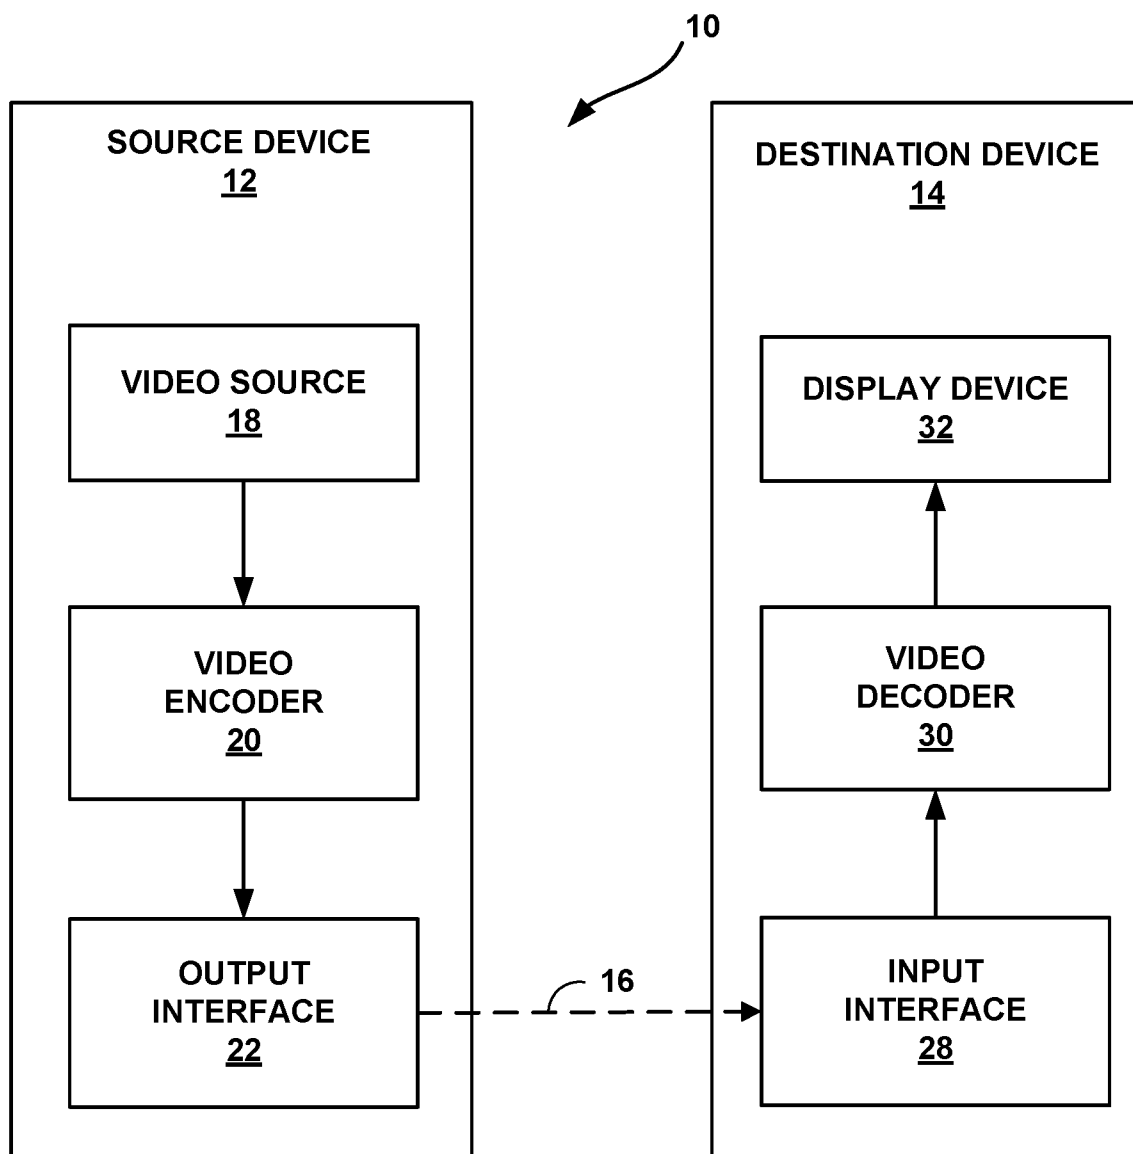 10
SOURCE DEVICE
12
VIDEO SOURCE
18
VIDEO
ENCODER
20
OUTPUT
INTERFACE
22
16
DESTINATION DEVICE
14
DISPLAY DEVICE
32
VIDEO
DECODER
30
INPUT
INTERFACE
28